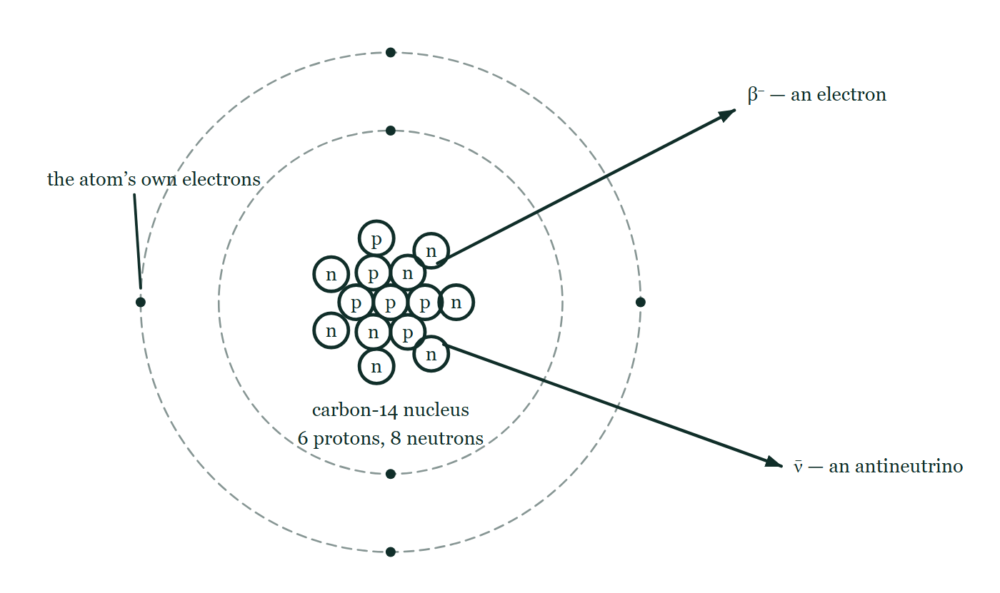 β⁻ — an electron
the atom’s own electrons
p
n
n
p
n
p
p
p
n
n
n
p
n
n
carbon-14 nucleus
6 protons, 8 neutrons
ν̄ — an antineutrino